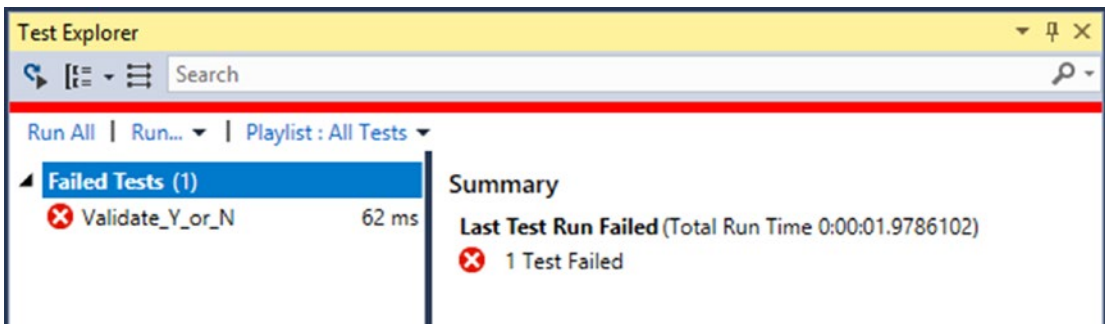 Test Explorer
Search
Run All | Run... | Playlist : All Tests
Failed Tests (1)
Validate_Y_or_N 62 ms
Summary
Last Test Run Failed (Total Run Time 0:00:01.9786102)
1 Test Failed